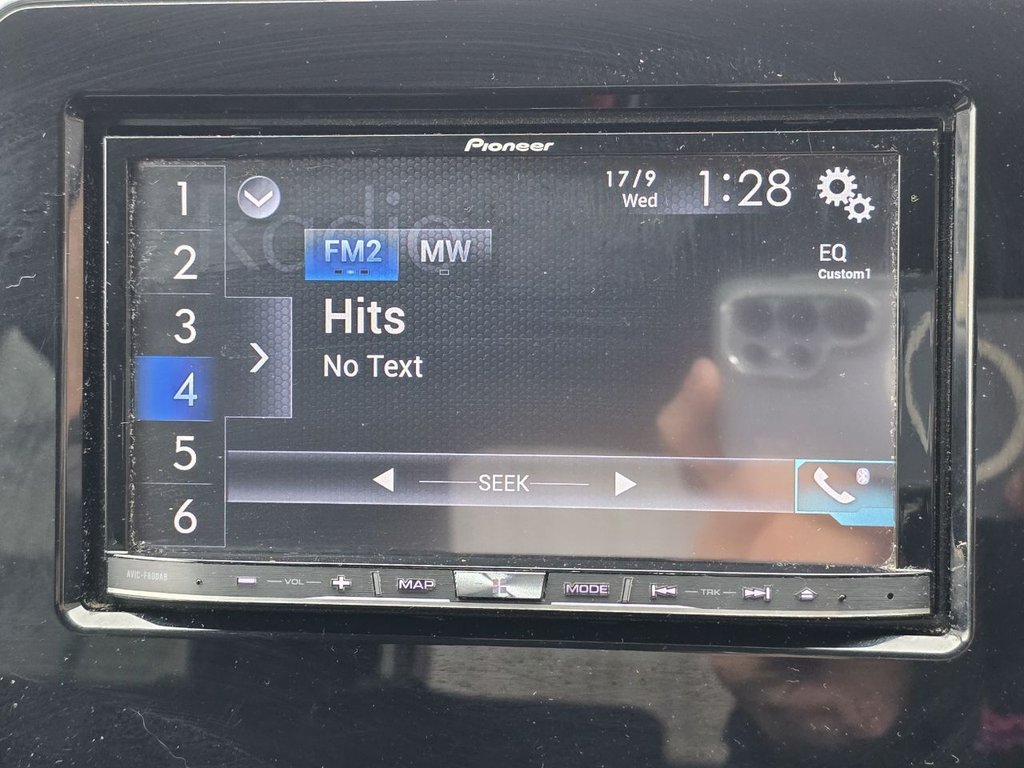 Pioneer
Radio
17/9
Wed
1:28
EQ
Custom1
FM2
MW
Hits
No Text
1
2
3
4
5
6
SEEK
VOL
MAP
MODE
TRK